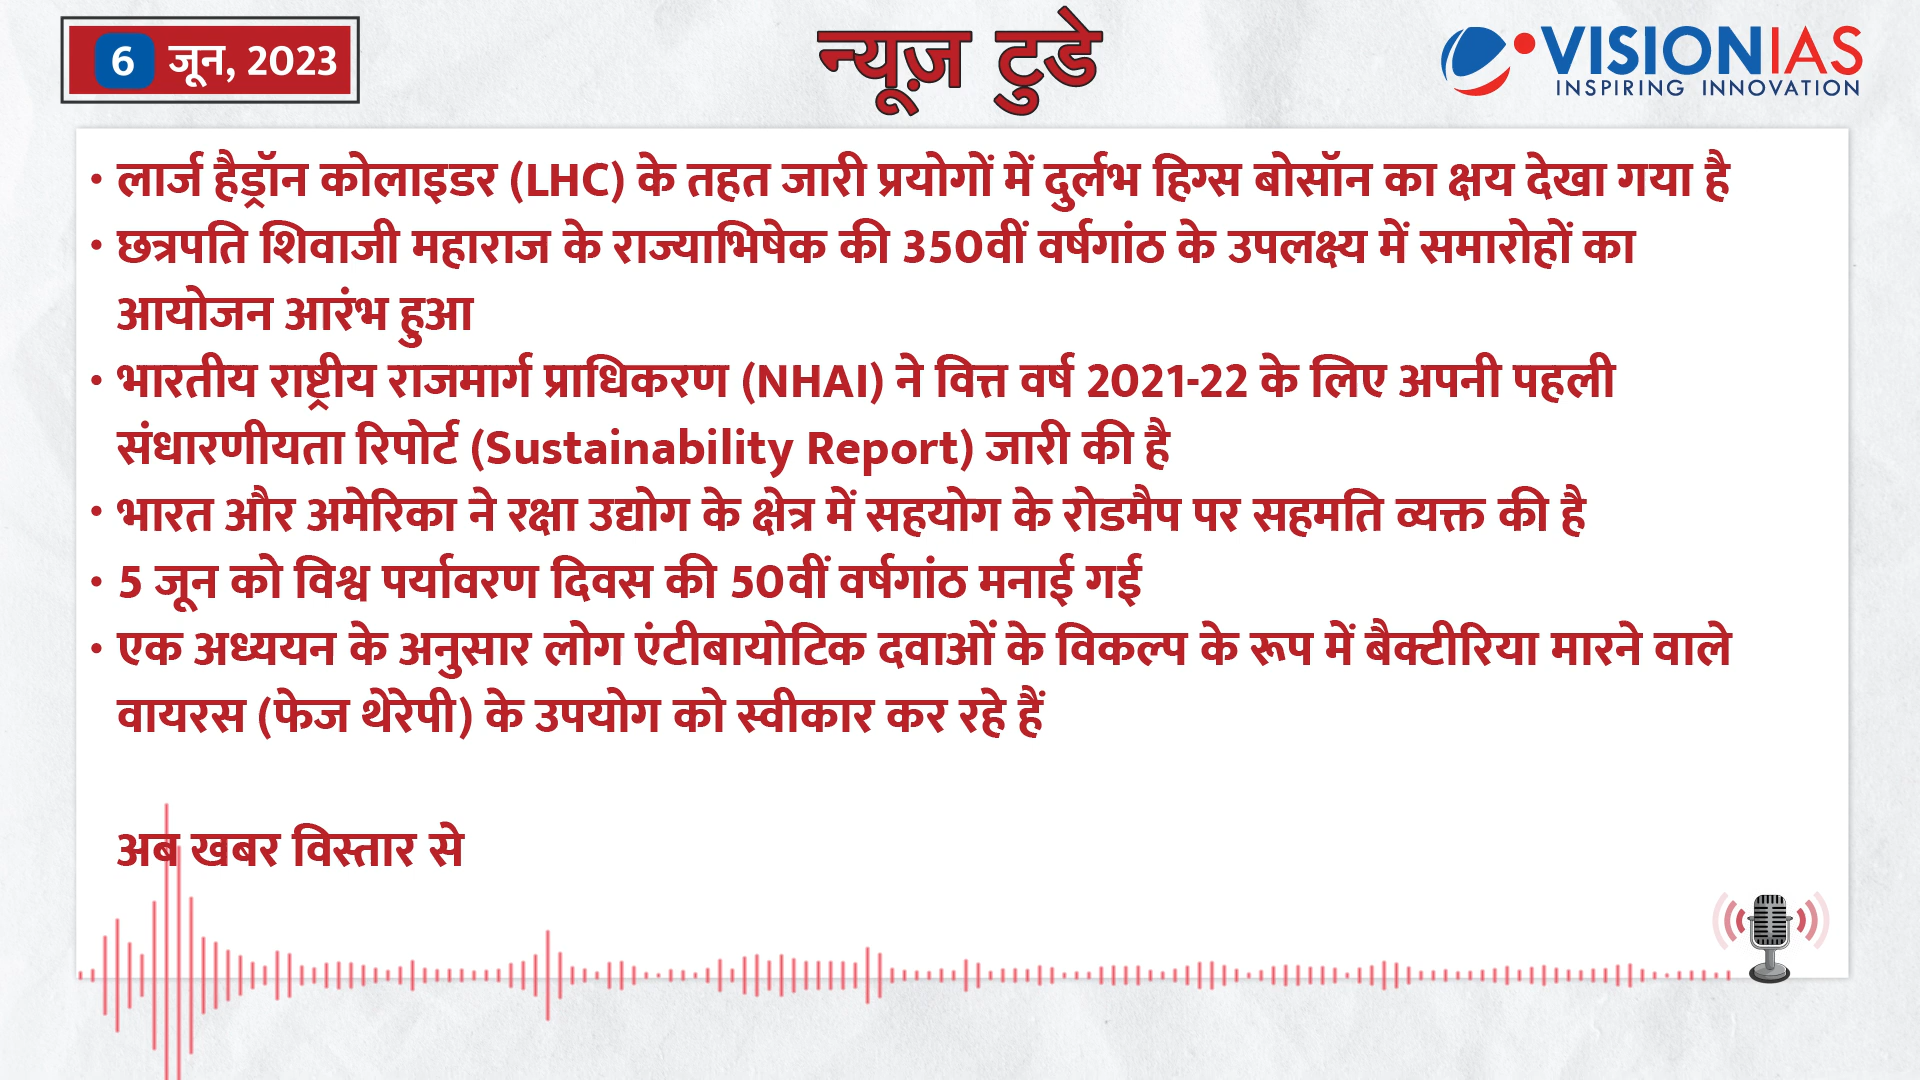 6 जून, 2023
न्यूज़ टुडे
VISIONIAS
INSPIRING INNOVATION
• लार्ज हैड्रॉन कोलाइडर (LHC) के तहत जारी प्रयोगों में दुर्लभ हिग्स बोसॉन का क्षय देखा गया है
• छत्रपति शिवाजी महाराज के राज्याभिषेक की 350वीं वर्षगांठ के उपलक्ष्य में समारोहों का
आयोजन आरंभ हुआ
• भारतीय राष्ट्रीय राजमार्ग प्राधिकरण (NHAI) ने वित्त वर्ष 2021-22 के लिए अपनी पहली
संधारणीयता रिपोर्ट (Sustainability Report) जारी की है
• भारत और अमेरिका ने रक्षा उद्योग के क्षेत्र में सहयोग के रोडमैप पर सहमति व्यक्त की है
• 5 जून को विश्व पर्यावरण दिवस की 50वीं वर्षगांठ मनाई गई
• एक अध्ययन के अनुसार लोग एंटीबायोटिक दवाओं के विकल्प के रूप में बैक्टीरिया मारने वाले
वायरस (फेज थेरेपी) के उपयोग को स्वीकार कर रहे हैं
अब खबर विस्तार से